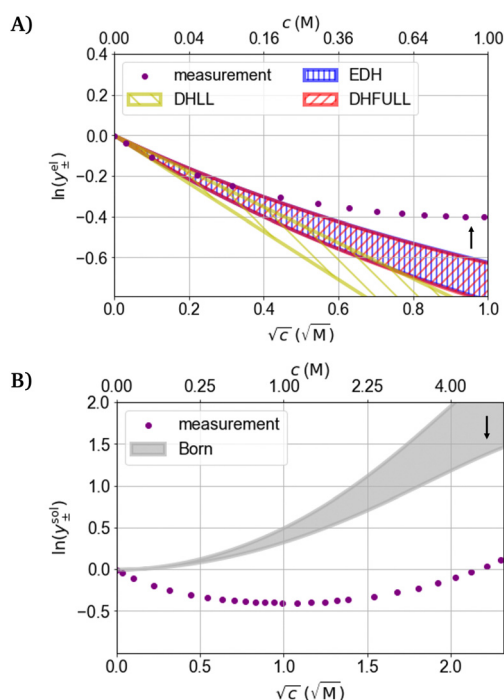 A)
c (M)
0.00 0.04 0.16 0.36 0.64 1.00
measurement EDH
DHLL DHFULL
0.4
0.2
0.0
−0.2
−0.4
−0.6
ln(y±^el)
0.0 0.2 0.4 0.6 0.8 1.0
√c (√M)
B)
c (M)
0.00 0.25 1.00 2.25 4.00
measurement
Born
2.0
1.5
1.0
0.5
0.0
−0.5
ln(y±^sol)
0.0 0.5 1.0 1.5 2.0
√c (√M)